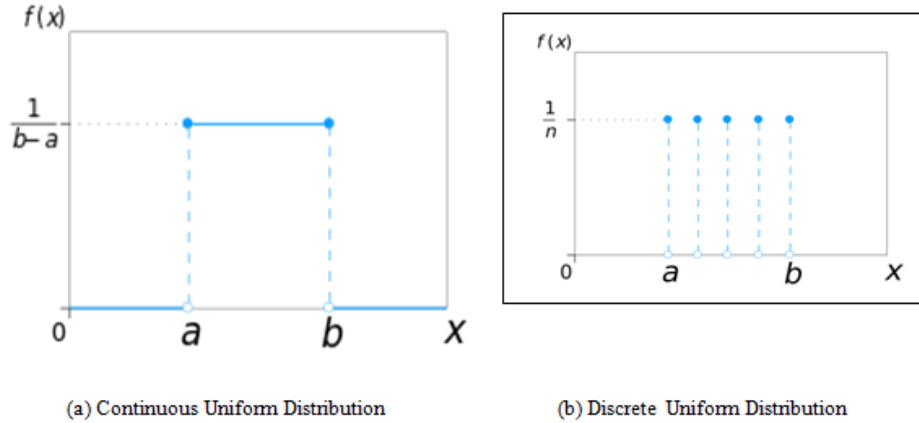 f(x)
1
b-a
0
a
b
x
f(x)
1
n
0
a
b
x
(a) Continuous Uniform Distribution
(b) Discrete Uniform Distribution